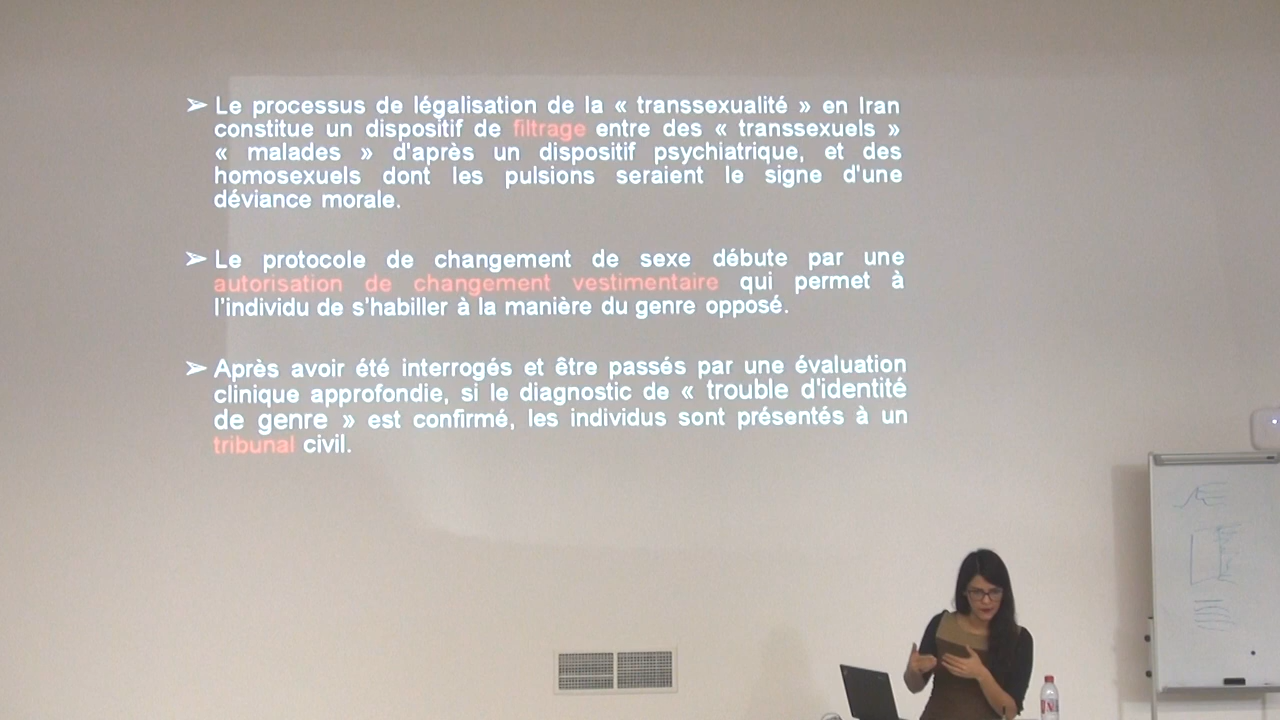 ➢ Le processus de légalisation de la « transsexualité » en Iran
constitue un dispositif de filtrage entre des « transsexuels »
« malades » d'après un dispositif psychiatrique, et des
homosexuels dont les pulsions seraient le signe d'une
déviance morale.
➢ Le protocole de changement de sexe débute par une
autorisation de changement vestimentaire qui permet à
l'individu de s'habiller à la manière du genre opposé.
➢ Après avoir été interrogés et être passés par une évaluation
clinique approfondie, si le diagnostic de « trouble d'identité
de genre » est confirmé, les individus sont présentés à un
tribunal civil.